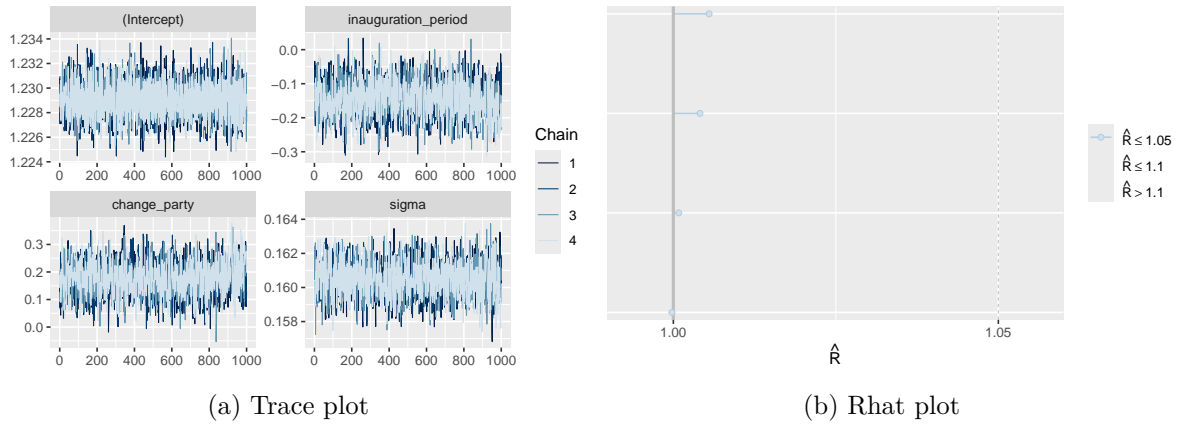 (Intercept)
inauguration_period
1.234
1.232
1.230
1.228
1.226
1.224
0.0
−0.1
−0.2
−0.3
0 200 400 600 800 1000
0 200 400 600 800 1000
change_party
sigma
0.3
0.2
0.1
0.0
0.164
0.162
0.160
0.158
0 200 400 600 800 1000
0 200 400 600 800 1000
Chain
1
2
3
4
(a) Trace plot
1.00 1.05
R̂
R̂ ≤ 1.05
R̂ ≤ 1.1
R̂ > 1.1
(b) Rhat plot